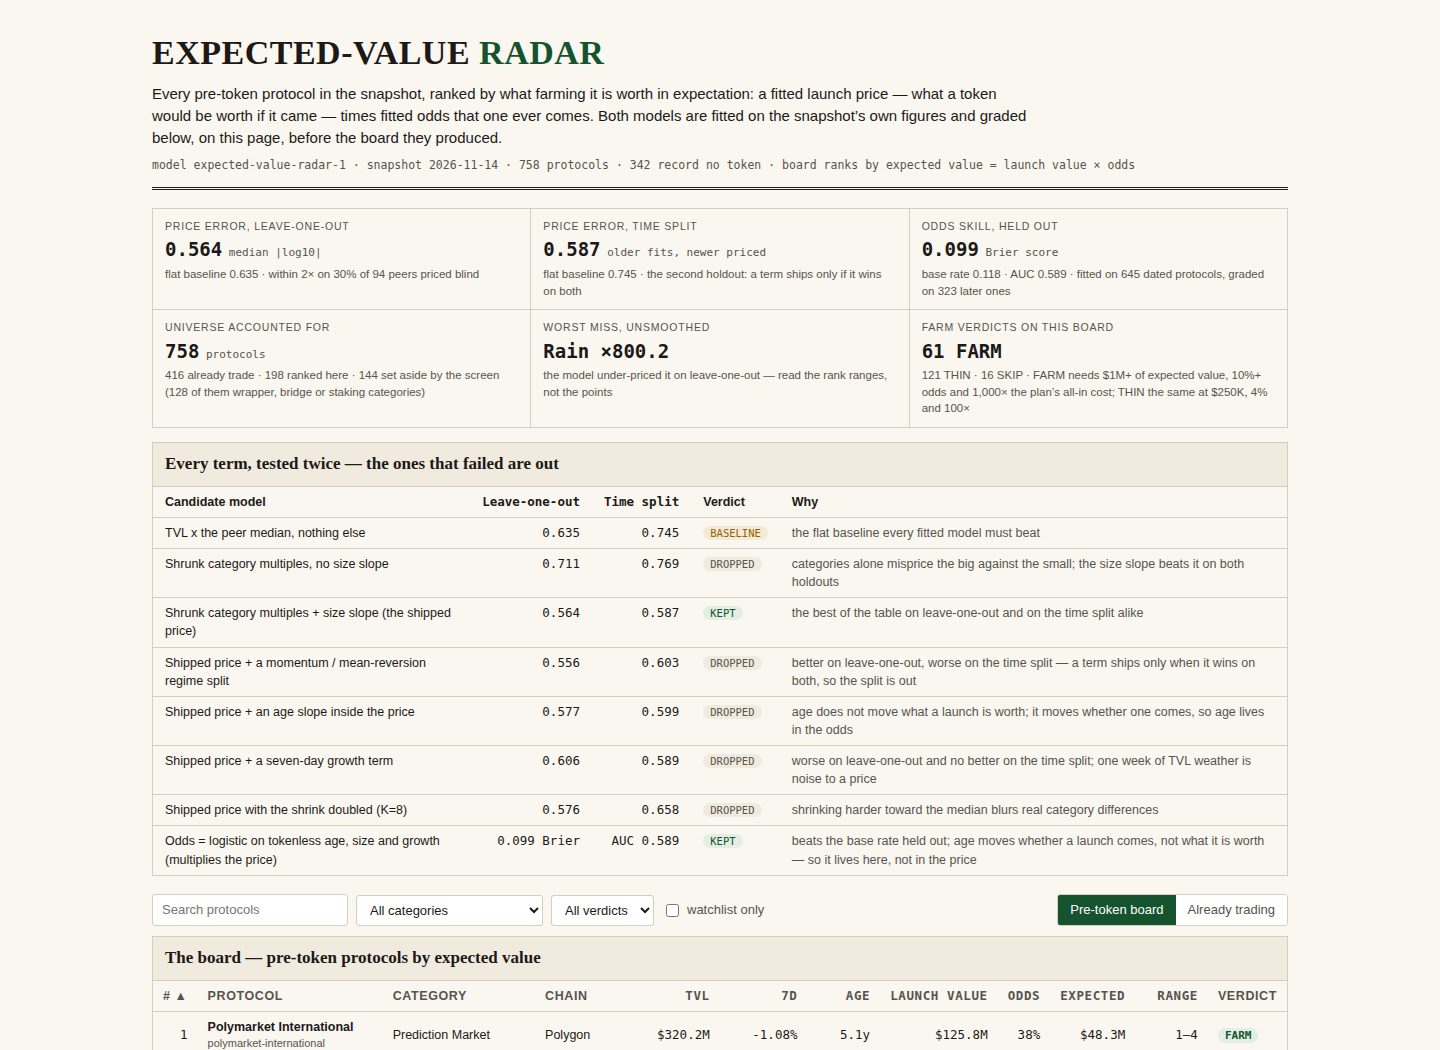 EXPECTED-VALUE RADAR
Every pre-token protocol in the snapshot, ranked by what farming it is worth in expectation: a fitted launch price — what a token
would be worth if it came — times fitted odds that one ever comes. Both models are fitted on the snapshot's own figures and graded
below, on this page, before the board they produced.
model expected-value-radar-1 · snapshot 2026-11-14 · 758 protocols · 342 record no token · board ranks by expected value = launch value × odds
PRICE ERROR, LEAVE-ONE-OUT
0.564 median |log10|
flat baseline 0.635 · within 2× on 30% of 94 peers priced blind
PRICE ERROR, TIME SPLIT
0.587 older fits, newer priced
flat baseline 0.745 · the second holdout: a term ships only if it wins
on both
ODDS SKILL, HELD OUT
0.099 Brier score
base rate 0.118 · AUC 0.589 · fitted on 645 dated protocols, graded
on 323 later ones
UNIVERSE ACCOUNTED FOR
758 protocols
416 already trade · 198 ranked here · 144 set aside by the screen
(128 of them wrapper, bridge or staking categories)
WORST MISS, UNSMOOTHED
Rain ×800.2
the model under-priced it on leave-one-out — read the rank ranges,
not the points
FARM VERDICTS ON THIS BOARD
61 FARM
121 THIN · 16 SKIP · FARM needs $1M+ of expected value, 10%+
odds and 1,000× the plan's all-in cost; THIN the same at $250K, 4%
and 100×
Every term, tested twice — the ones that failed are out
Candidate model Leave-one-out Time split Verdict Why
TVL x the peer median, nothing else 0.635 0.745 BASELINE the flat baseline every fitted model must beat
Shrunk category multiples, no size slope 0.711 0.769 DROPPED categories alone misprice the big against the small; the size slope beats it on both
holdouts
Shrunk category multiples + size slope (the shipped 0.564 0.587 KEPT the best of the table on leave-one-out and on the time split alike
price)
Shipped price + a momentum / mean-reversion 0.556 0.603 DROPPED better on leave-one-out, worse on the time split — a term ships only when it wins on
regime split both, so the split is out
Shipped price + an age slope inside the price 0.577 0.599 DROPPED age does not move what a launch is worth; it moves whether one comes, so age lives
in the odds
Shipped price + a seven-day growth term 0.606 0.589 DROPPED worse on leave-one-out and no better on the time split; one week of TVL weather is
noise to a price
Shipped price with the shrink doubled (K=8) 0.576 0.658 DROPPED shrinking harder toward the median blurs real category differences
Odds = logistic on tokenless age, size and growth 0.099 Brier AUC 0.589 KEPT beats the base rate held out; age moves whether a launch comes, not what it is worth
(multiplies the price) — so it lives here, not in the price
Search protocols All categories All verdicts watchlist only Pre-token board Already trading
The board — pre-token protocols by expected value
# ▲ PROTOCOL CATEGORY CHAIN TVL 7D AGE LAUNCH VALUE ODDS EXPECTED RANGE VERDICT
1 Polymarket International Prediction Market Polygon $320.2M -1.08% 5.1y $125.8M 38% $48.3M 1–4 FARM
polymarket-international